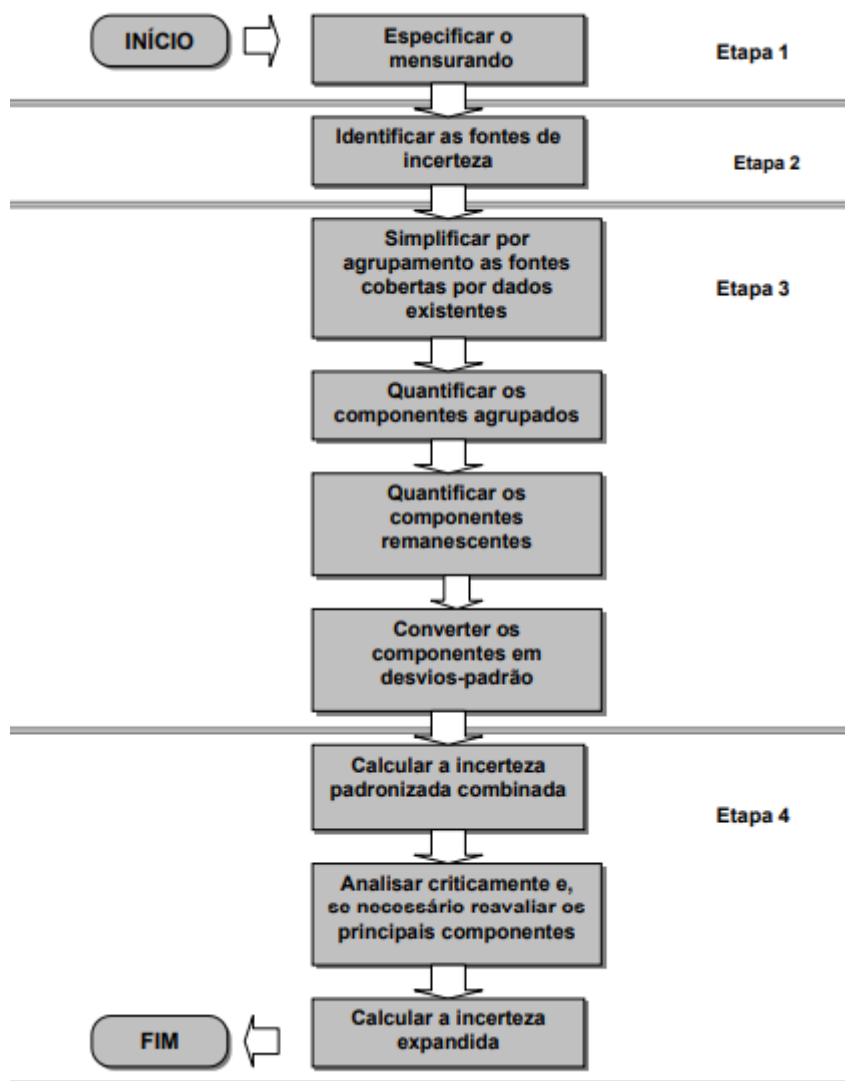 INÍCIO
Especificar o
mensurando
Etapa 1
Identificar as fontes de
incerteza
Etapa 2
Simplificar por
agrupamento as fontes
cobertas por dados
existentes
Etapa 3
Quantificar os
componentes agrupados
Quantificar os
componentes
remanescentes
Converter os
componentes em
desvios-padrão
Calcular a incerteza
padronizada combinada
Etapa 4
Analisar criticamente e,
se necessário reavaliar os
principais componentes
Calcular a incerteza
expandida
FIM